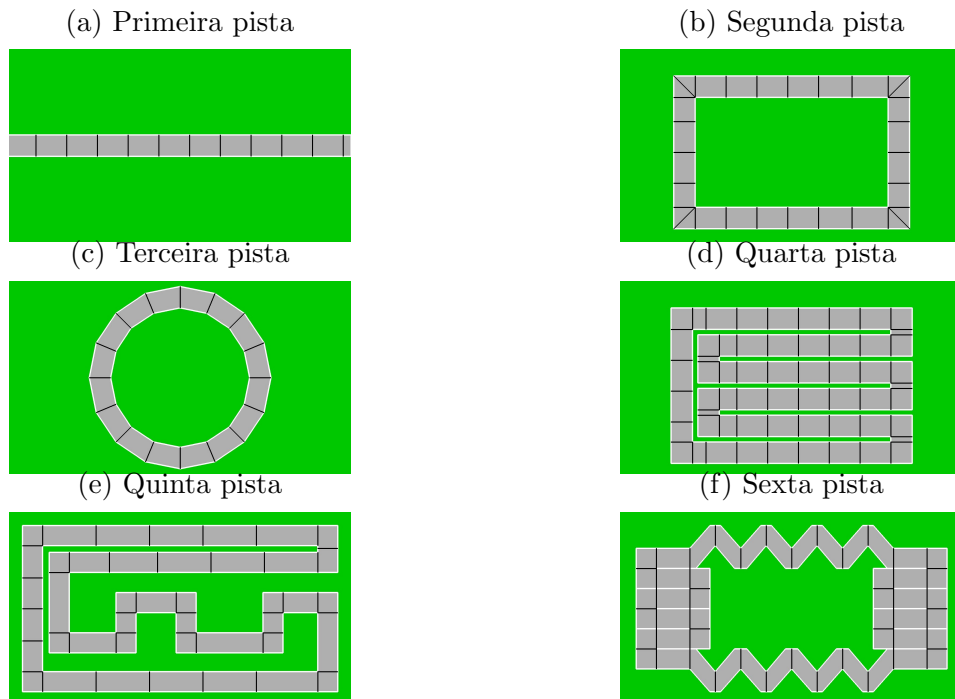 (a) Primeira pista
(b) Segunda pista
(c) Terceira pista
(d) Quarta pista
(e) Quinta pista
(f) Sexta pista